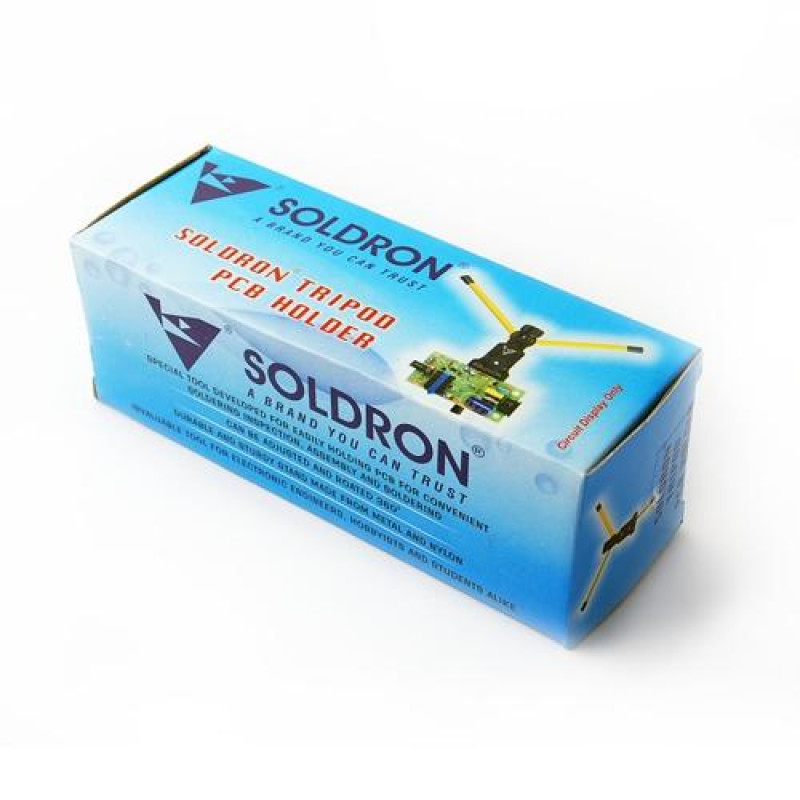 SOLDRON®
A BRAND YOU CAN TRUST
SOLDRON® TRIPOD
PCB HOLDER
Circuit Display Only
SOLDRON®
A BRAND YOU CAN TRUST
SPECIAL TOOL DEVELOPED FOR EASILY HOLDING PCB FOR CONVENIENT
SOLDERING INSPECTION, ASSEMBLY AND SOLDERING
CAN BE ADJUSTED AND ROATED 360°
DURABLE AND STURDY STAND MADE FROM METAL AND NYLON
INVALUABLE TOOL FOR ELECTRONIC ENGINEERS, HOBBYISTS AND STUDENTS ALIKE